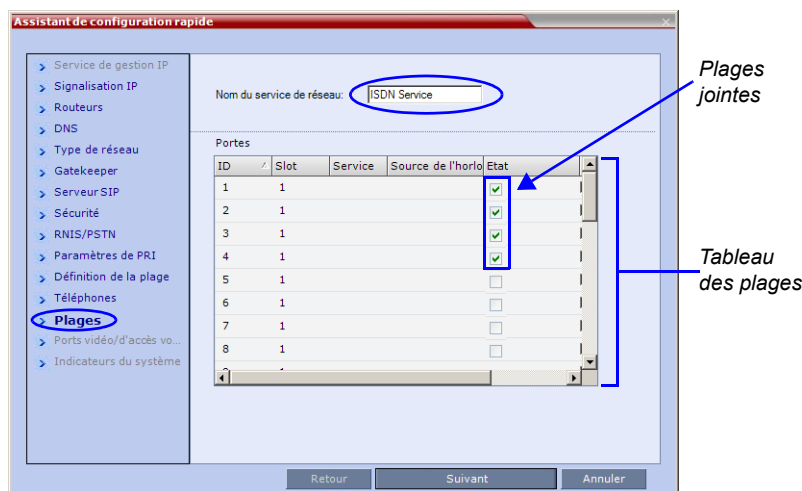 Assistant de configuration rapide
Service de gestion IP
Signalisation IP
Routeurs
DNS
Type de réseau
Gatekeeper
Serveur SIP
Sécurité
RNIS/PSTN
Paramètres de PRI
Définition de la plage
Téléphones
Plages
Ports vidéo/d'accès vo...
Indicateurs du système
Nom du service de réseau: ISDN Service
Portes
ID Slot Service Source de l'horlo Etat
1 1
2 1
3 1
4 1
5 1
6 1
7 1
8 1
Retour Suivant Annuler
Plages
jointes
Tableau
des plages